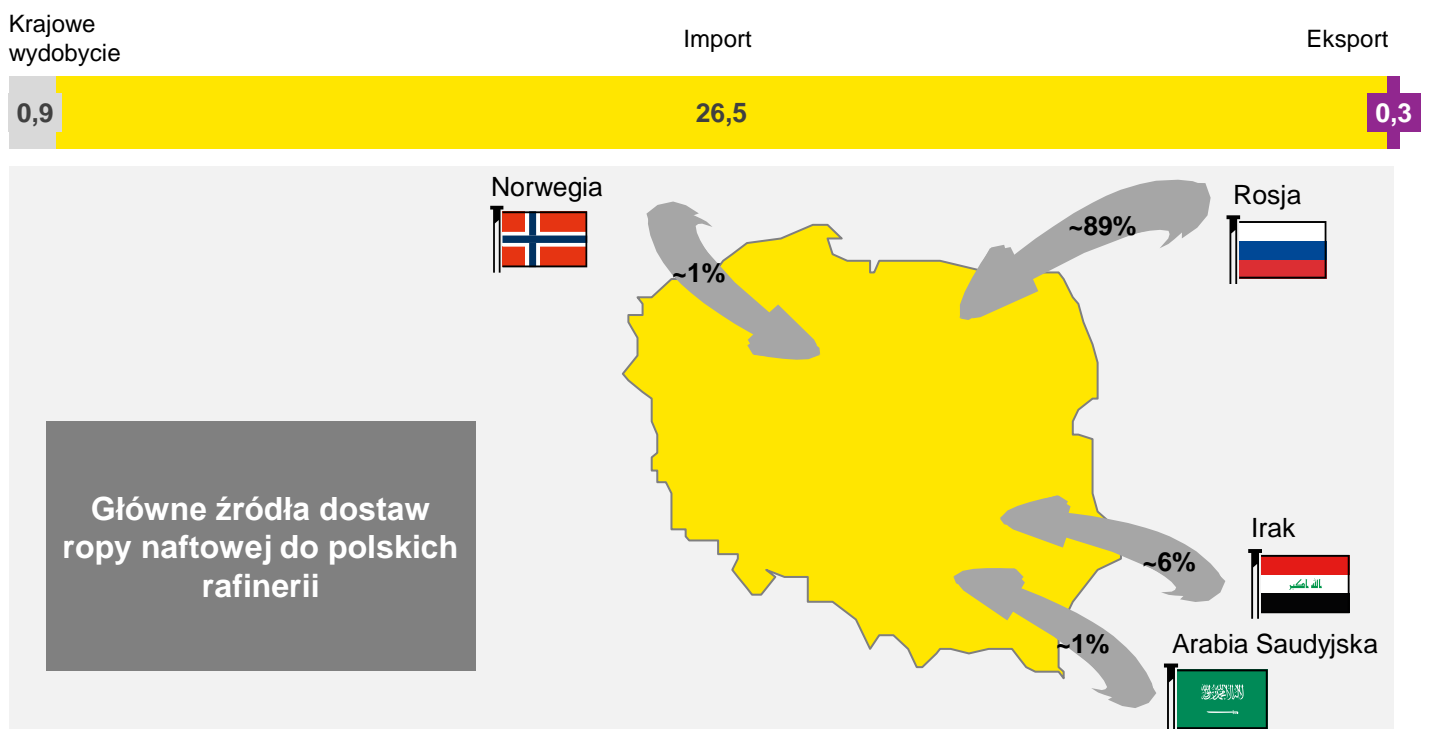 Krajowe
wydobycie
Import
Eksport
0,9
26,5
0,3
Norwegia
Rosja
~89%
~1%
Główne źródła dostaw
ropy naftowej do polskich
rafinerii
Irak
~6%
~1%
Arabia Saudyjska